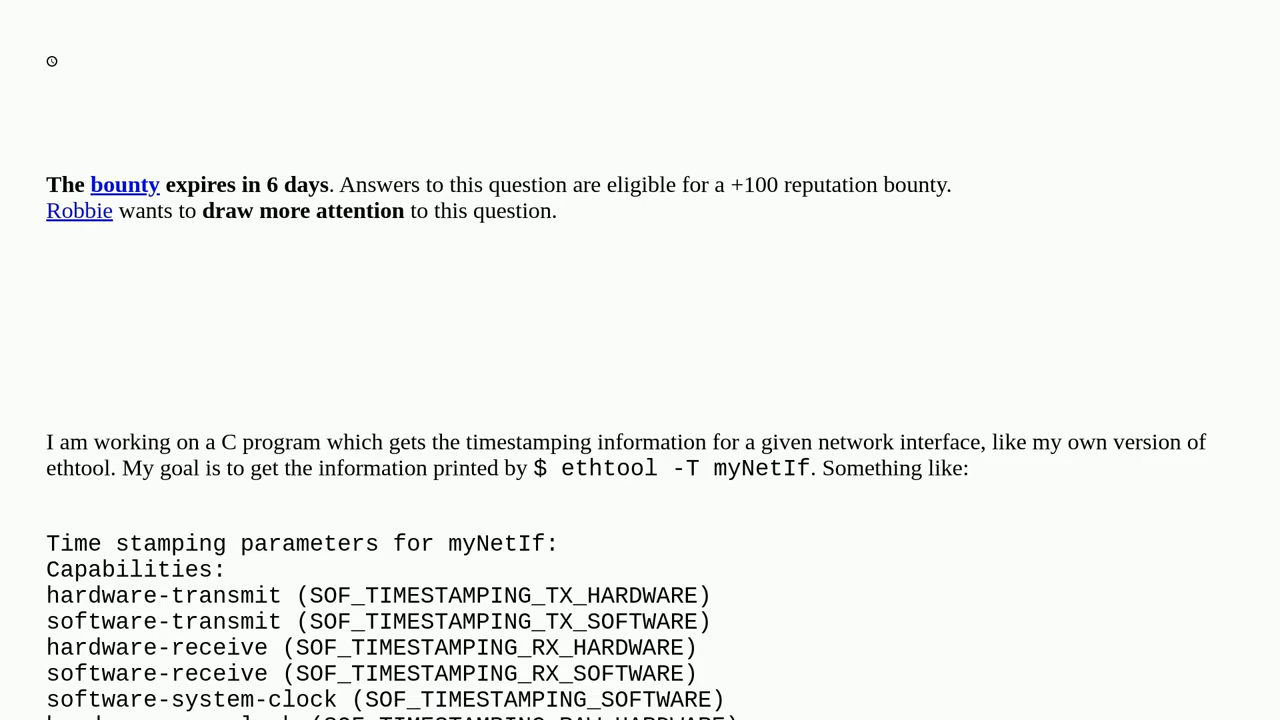 The bounty expires in 6 days. Answers to this question are eligible for a +100 reputation bounty.
Robbie wants to draw more attention to this question.
I am working on a C program which gets the timestamping information for a given network interface, like my own version of
ethtool. My goal is to get the information printed by $ ethtool -T myNetIf. Something like:
Time stamping parameters for myNetIf:
Capabilities:
hardware-transmit (SOF_TIMESTAMPING_TX_HARDWARE)
software-transmit (SOF_TIMESTAMPING_TX_SOFTWARE)
hardware-receive (SOF_TIMESTAMPING_RX_HARDWARE)
software-receive (SOF_TIMESTAMPING_RX_SOFTWARE)
software-system-clock (SOF_TIMESTAMPING_SOFTWARE)